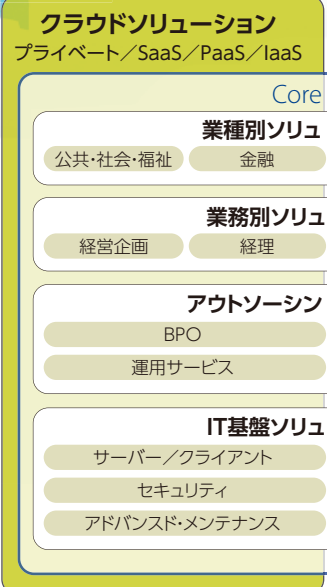 クラウドソリューション
プライベート／SaaS／PaaS／IaaS
Core
業種別ソリュ
公共・社会・福祉 金融
業務別ソリュ
経営企画 経理
アウトソーシン
BPO
運用サービス
IT基盤ソリュ
サーバー／クライアント
セキュリティ
アドバンスド・メンテナンス